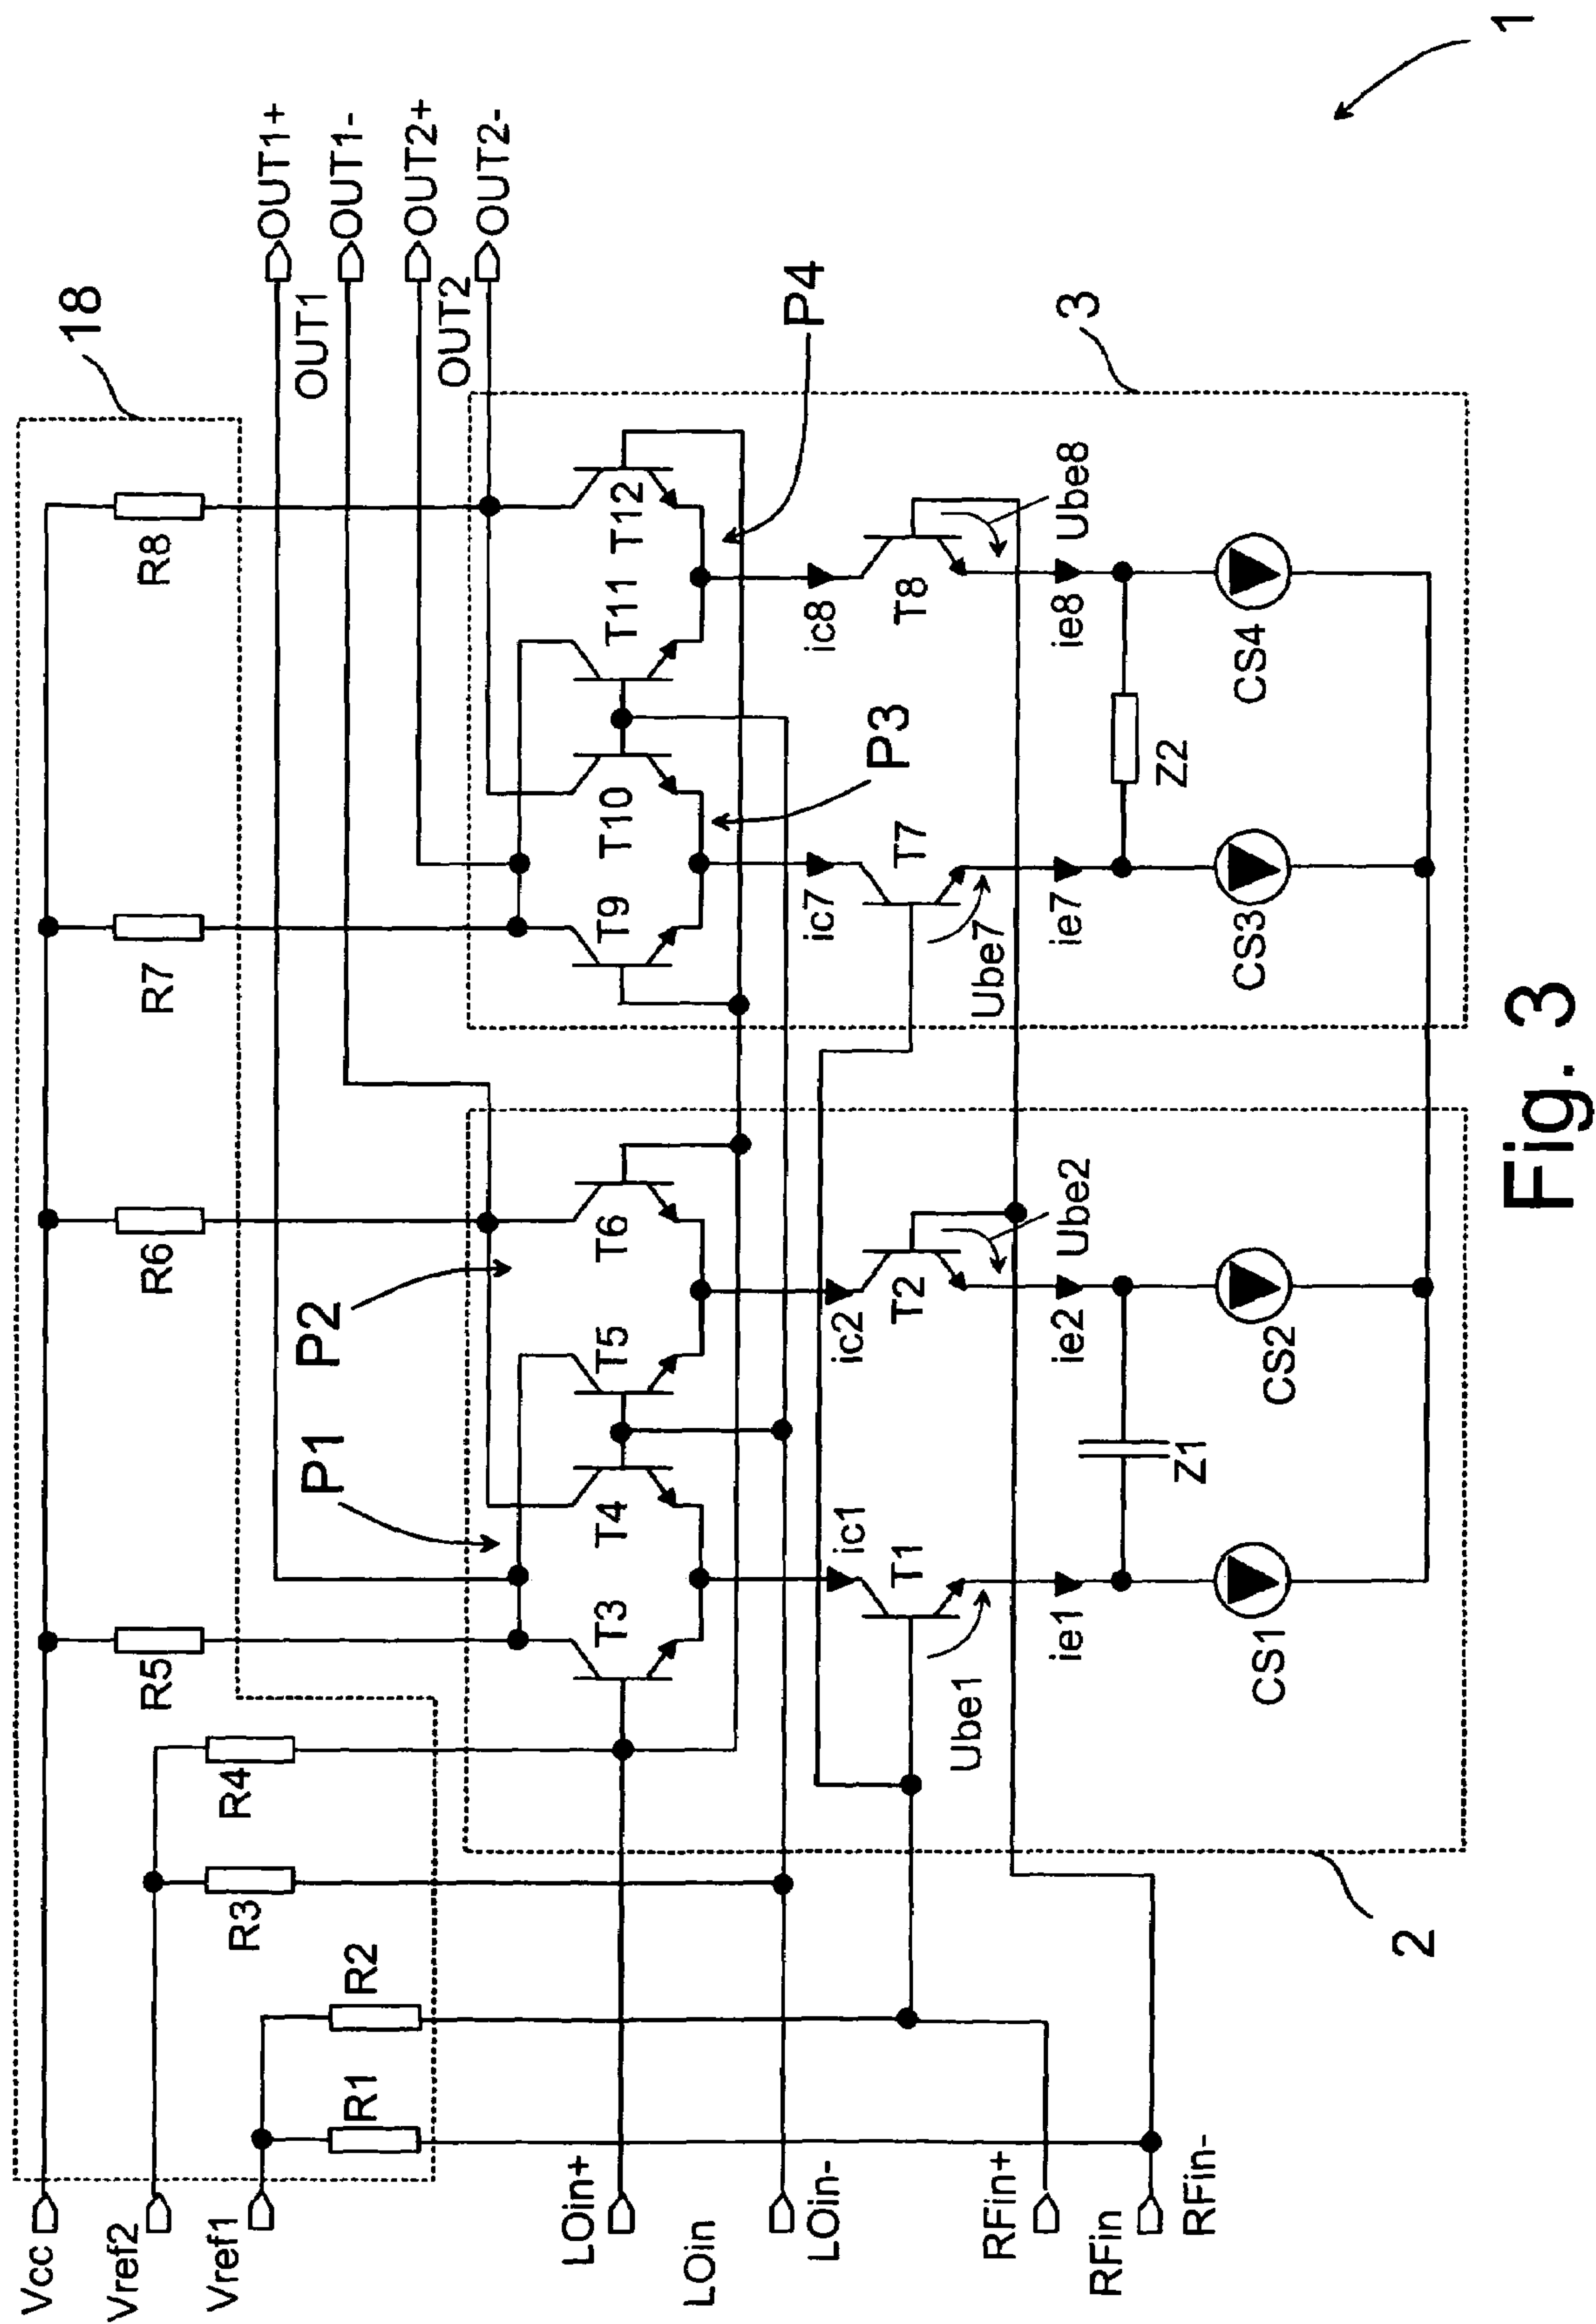 18
OUT1+
OUT1
OUT1-
OUT2+
OUT2
OUT2-
R5
R6
R7
R8
R4
R3
R2
R1
Vcc
Vref2
Vref1
P1
P2
P3
P4
LOin+
LOin
LOin-
T3
T4
T5
T6
T9
T10
T11
T12
ic1
ic2
ic7
ic8
T1
T2
T7
T8
Ube1
Ube2
Ube7
Ube8
RFin+
RFin
RFin-
ie1
ie2
ie7
ie8
Z1
Z2
CS1
CS2
CS3
CS4
2
3
1
Fig. 3